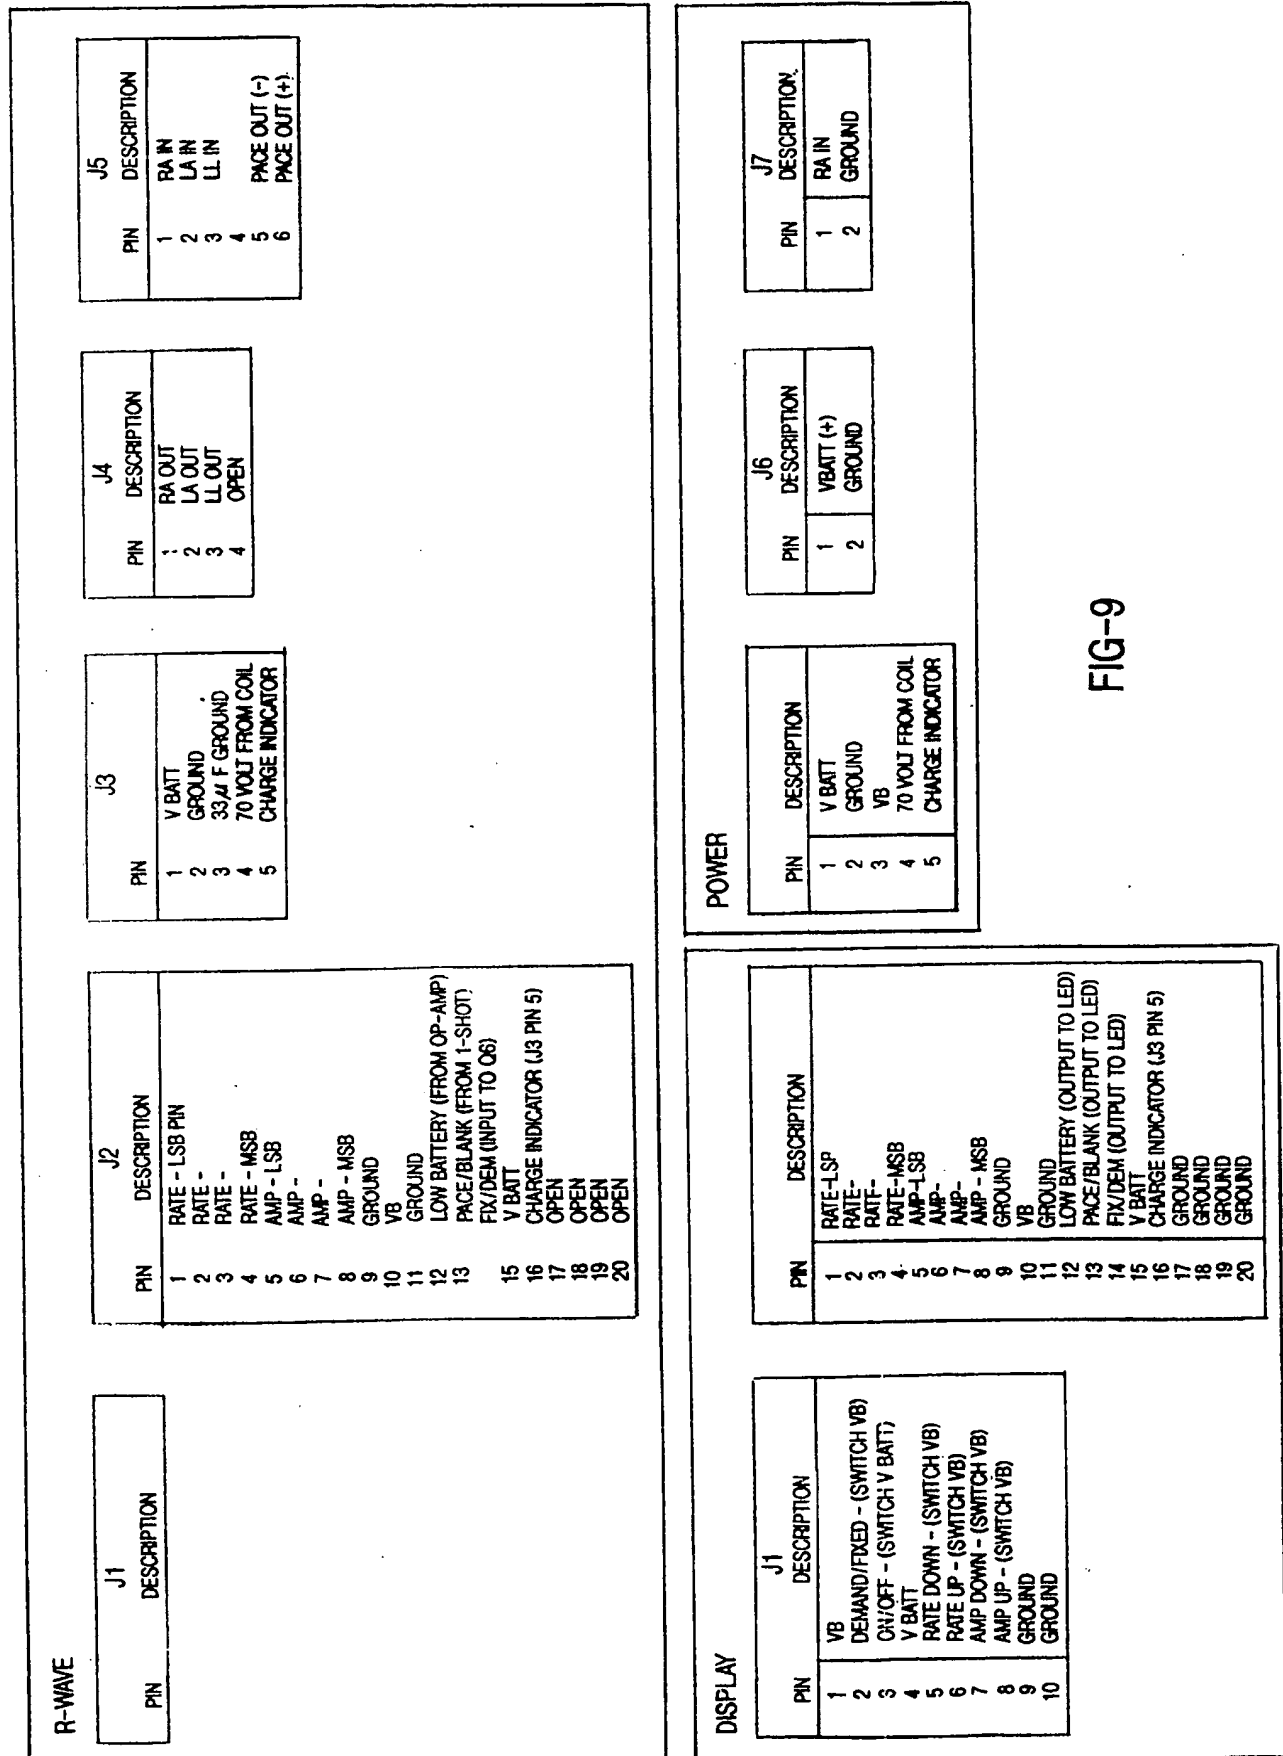 R-WAVE
J1
PIN DESCRIPTION
J2
PIN DESCRIPTION
1 RATE - LSB PIN
2 RATE -
3 RATE -
4 RATE - MSB
5 AMP - LSB
6 AMP -
7 AMP -
8 AMP - MSB
9 GROUND
10 VB
11 GROUND
12 LOW BATTERY (FROM OP-AMP)
13 PACE/BLANK (FROM 1-SHOT)
FIX/DEM (INPUT TO Q6)
15 V BATT
16 CHARGE INDICATOR (J3 PIN 5)
17 OPEN
18 OPEN
19 OPEN
20 OPEN
J3
PIN
1 V BATT
2 GROUND
3 33µF GROUND
4 70 VOLT FROM COIL
5 CHARGE INDICATOR
J4
PIN DESCRIPTION
1 RA OUT
2 LA OUT
3 LL OUT
4 OPEN
J5
PIN DESCRIPTION
1 RA IN
2 LA IN
3 LL IN
4
5 PACE OUT (-)
6 PACE OUT (+)
DISPLAY
J1
PIN DESCRIPTION
1 VB
2 DEMAND/FIXED - (SWITCH VB)
3 ON/OFF - (SWITCH V BATT)
4 V BATT
5 RATE DOWN - (SWITCH VB)
6 RATE UP - (SWITCH VB)
7 AMP DOWN - (SWITCH VB)
8 AMP UP - (SWITCH VB)
9 GROUND
10 GROUND
PIN DESCRIPTION
1 RATE-LSP
2 RATE-
3 RATF-
4 RATE-MSB
5 AMP-LSB
6 AMP-
7 AMP-
8 AMP - MSB
9 GROUND
10 VB
11 GROUND
12 LOW BATTERY (OUTPUT TO LED)
13 PACE/BLANK (OUTPUT TO LED)
14 FIX/DEM (OUTPUT TO LED)
15 V BATT
16 CHARGE INDICATOR (J3 PIN 5)
17 GROUND
18 GROUND
19 GROUND
20 GROUND
POWER
PIN DESCRIPTION
1 V BATT
2 GROUND
3 VB
4 70 VOLT FROM COIL
5 CHARGE INDICATOR
J6
PIN DESCRIPTION
1 VBATT (+)
2 GROUND
J7
PIN DESCRIPTION
1 RA IN
2 GROUND
FIG-9